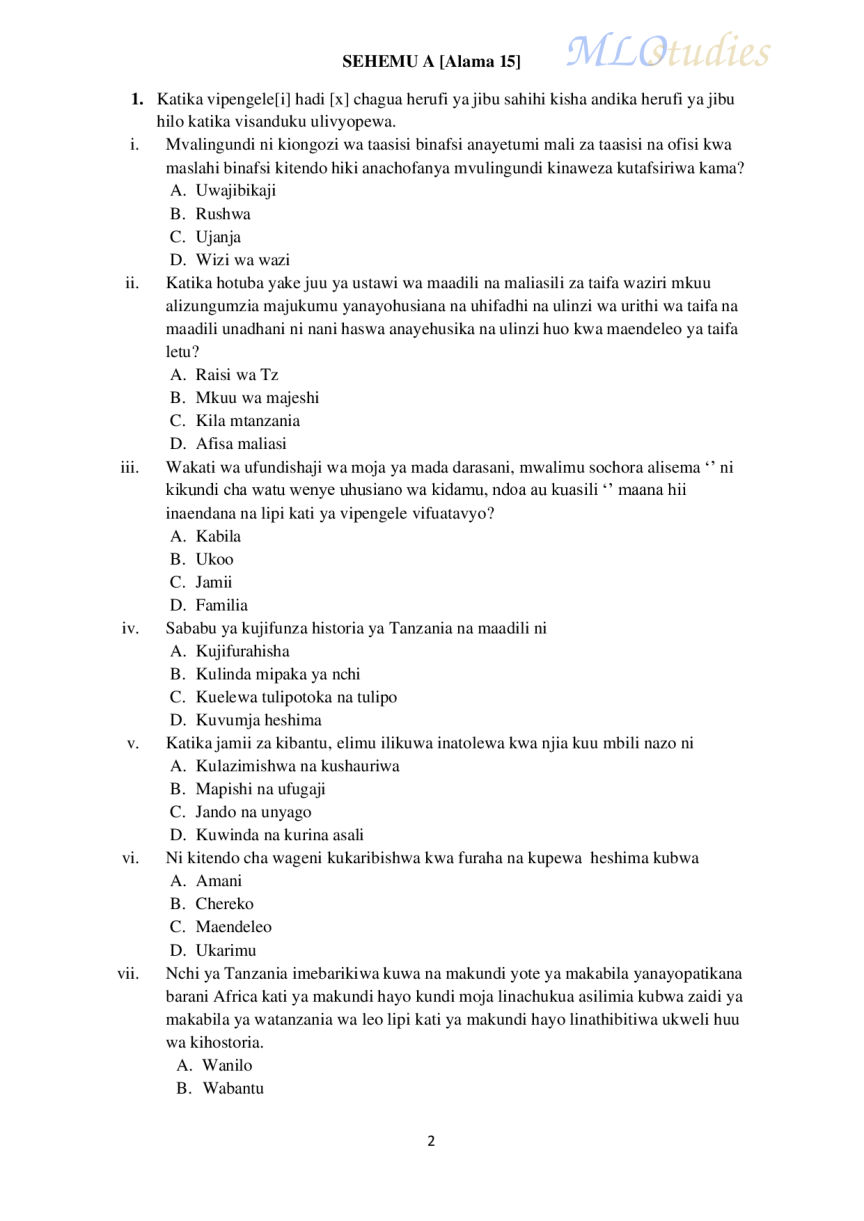 MLOstudies
SEHEMU A [Alama 15]
1. Katika vipengele[i] hadi [x] chagua herufi ya jibu sahihi kisha andika herufi ya jibu
hilo katika visanduku ulivyopewa.
i. Mvalingundi ni kiongozi wa taasisi binafsi anayetumi mali za taasisi na ofisi kwa
maslahi binafsi kitendo hiki anachofanya mvulingundi kinaweza kutafsiriwa kama?
A. Uwajibikaji
B. Rushwa
C. Ujanja
D. Wizi wa wazi
ii. Katika hotuba yake juu ya ustawi wa maadili na maliasili za taifa waziri mkuu
alizungumzia majukumu yanayohusiana na uhifadhi na ulinzi wa urithi wa taifa na
maadili unadhani ni nani haswa anayehusika na ulinzi huo kwa maendeleo ya taifa
letu?
A. Raisi wa Tz
B. Mkuu wa majeshi
C. Kila mtanzania
D. Afisa maliasi
iii. Wakati wa ufundishaji wa moja ya mada darasani, mwalimu sochora alisema ‘’ ni
kikundi cha watu wenye uhusiano wa kidamu, ndoa au kuasili ‘’ maana hii
inaendana na lipi kati ya vipengele vifuatavyo?
A. Kabila
B. Ukoo
C. Jamii
D. Familia
iv. Sababu ya kujifunza historia ya Tanzania na maadili ni
A. Kujifurahisha
B. Kulinda mipaka ya nchi
C. Kuelewa tulipotoka na tulipo
D. Kuvumja heshima
v. Katika jamii za kibantu, elimu ilikuwa inatolewa kwa njia kuu mbili nazo ni
A. Kulazimishwa na kushauriwa
B. Mapishi na ufugaji
C. Jando na unyago
D. Kuwinda na kurina asali
vi. Ni kitendo cha wageni kukaribishwa kwa furaha na kupewa heshima kubwa
A. Amani
B. Chereko
C. Maendeleo
D. Ukarimu
vii. Nchi ya Tanzania imebarikiwa kuwa na makundi yote ya makabila yanayopatikana
barani Africa kati ya makundi hayo kundi moja linachukua asilimia kubwa zaidi ya
makabila ya watanzania wa leo lipi kati ya makundi hayo linathibitiwa ukweli huu
wa kihostoria.
A. Wanilo
B. Wabantu
2